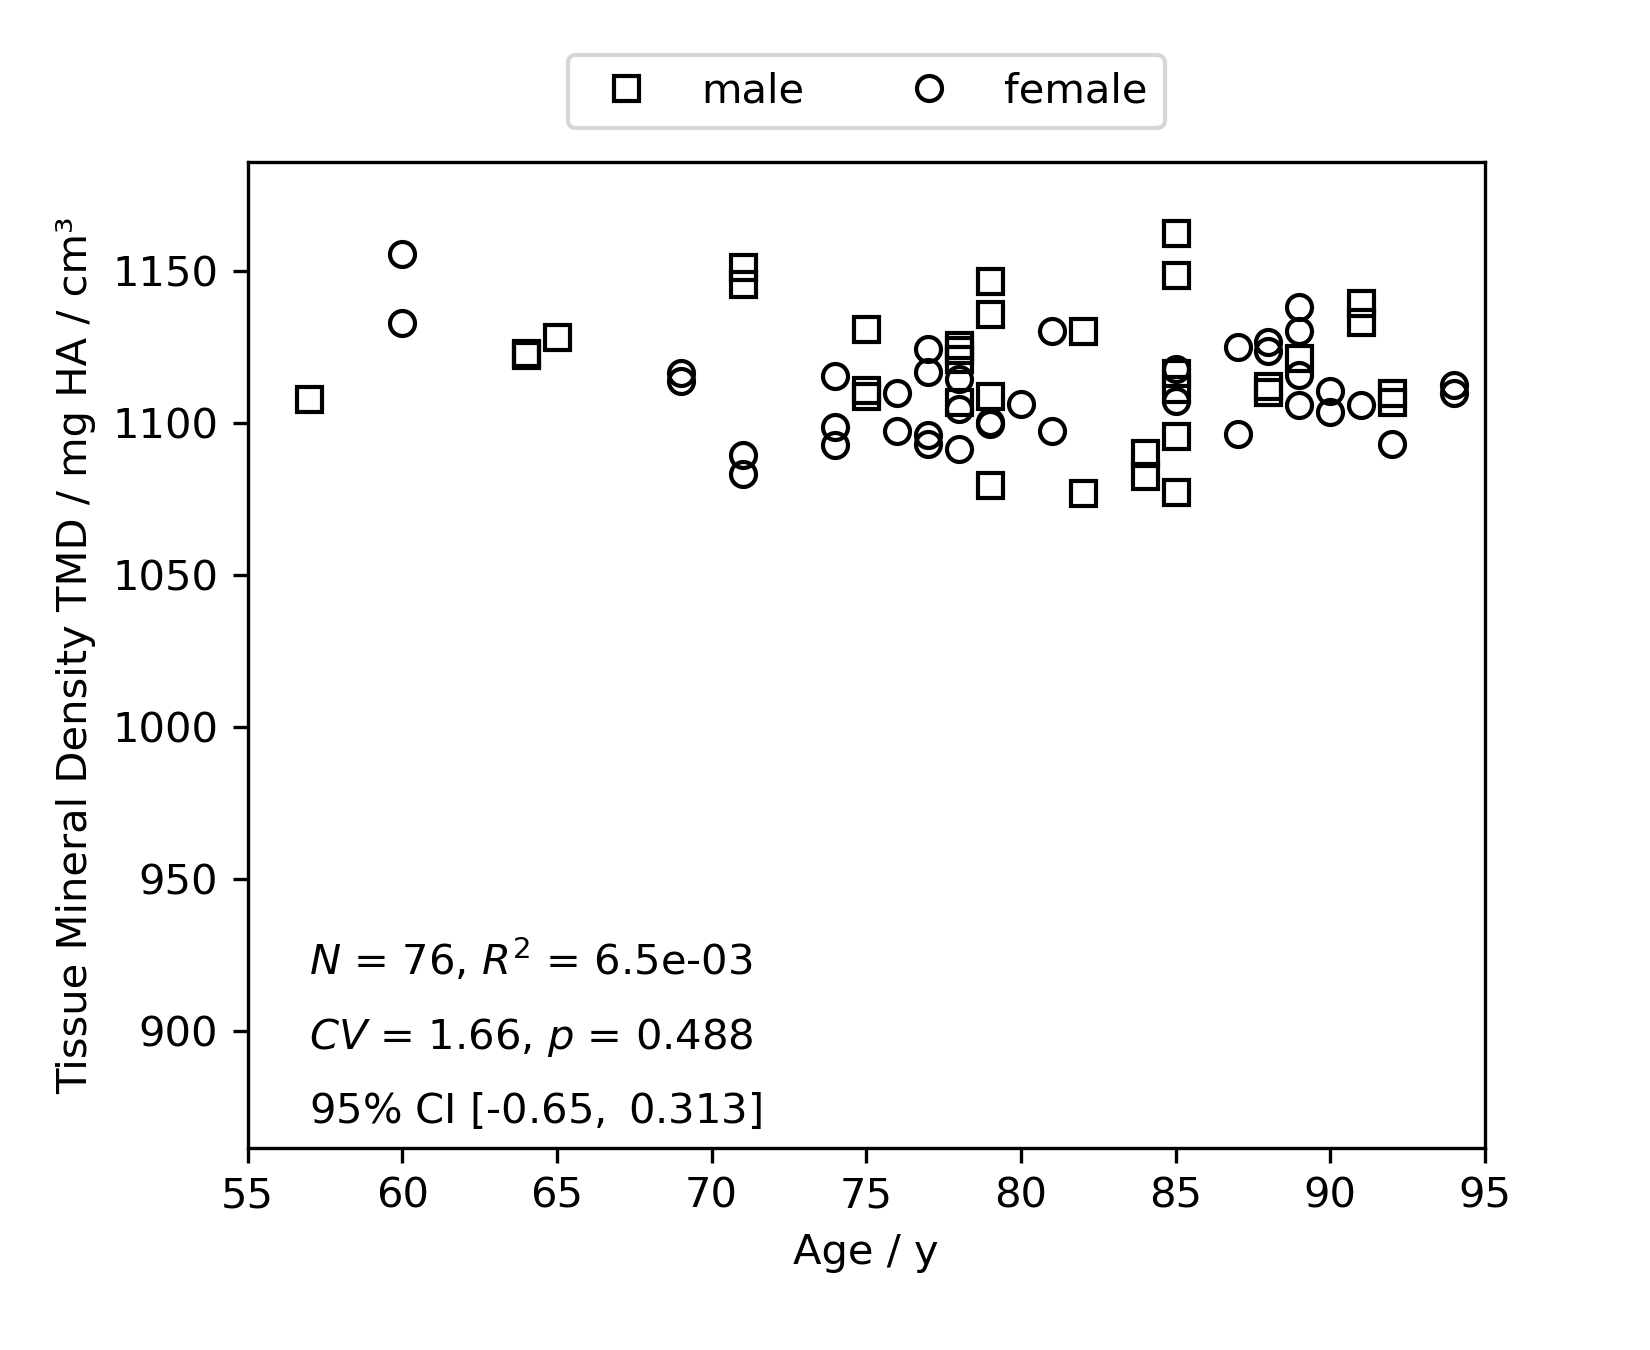 male female
Tissue Mineral Density TMD / mg HA / cm³
1150
1100
1050
1000
950
900
N = 76, R² = 6.5e-03
CV = 1.66, p = 0.488
95% CI [-0.65, 0.313]
55 60 65 70 75 80 85 90 95
Age / y